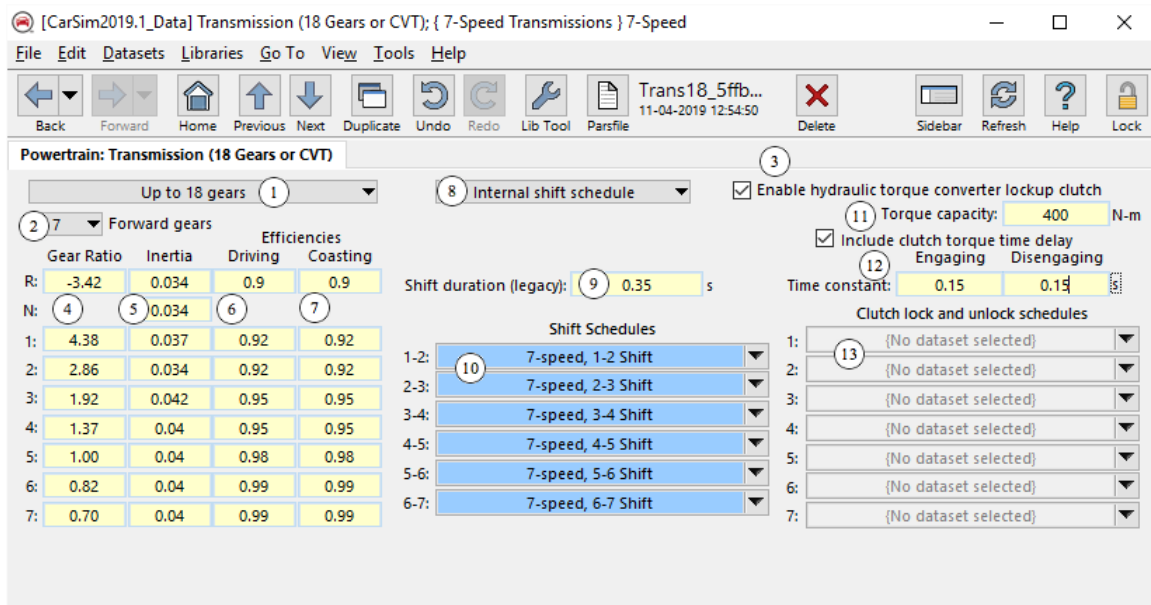 [CarSim2019.1_Data] Transmission (18 Gears or CVT); { 7-Speed Transmissions } 7-Speed
File Edit Datasets Libraries Go To View Tools Help
Back Forward Home Previous Next Duplicate Undo Redo Lib Tool Parsfile Trans18_5ffb... 11-04-2019 12:54:50 Delete Sidebar Refresh Help Lock
Powertrain: Transmission (18 Gears or CVT)
3
Up to 18 gears 1 8 Internal shift schedule Enable hydraulic torque converter lockup clutch
11 Torque capacity: 400 N-m
2 7 Forward gears
Include clutch torque time delay
Efficiencies
Gear Ratio Inertia Driving Coasting
12 Engaging Disengaging
R: -3.42 0.034 0.9 0.9 Shift duration (legacy): 9 0.35 s Time constant: 0.15 0.15 s
N: 4 5 0.034 6 7
Clutch lock and unlock schedules
Shift Schedules
1: 4.38 0.037 0.92 0.92 1: {No dataset selected}
1-2: 10 7-speed, 1-2 Shift 13
2: 2.86 0.034 0.92 0.92 2: {No dataset selected}
2-3: 7-speed, 2-3 Shift
3: 1.92 0.042 0.95 0.95 3: {No dataset selected}
3-4: 7-speed, 3-4 Shift
4: 1.37 0.04 0.95 0.95 4: {No dataset selected}
4-5: 7-speed, 4-5 Shift
5: 1.00 0.04 0.98 0.98 5: {No dataset selected}
5-6: 7-speed, 5-6 Shift
6: 0.82 0.04 0.99 0.99 6: {No dataset selected}
6-7: 7-speed, 6-7 Shift
7: 0.70 0.04 0.99 0.99 7: {No dataset selected}